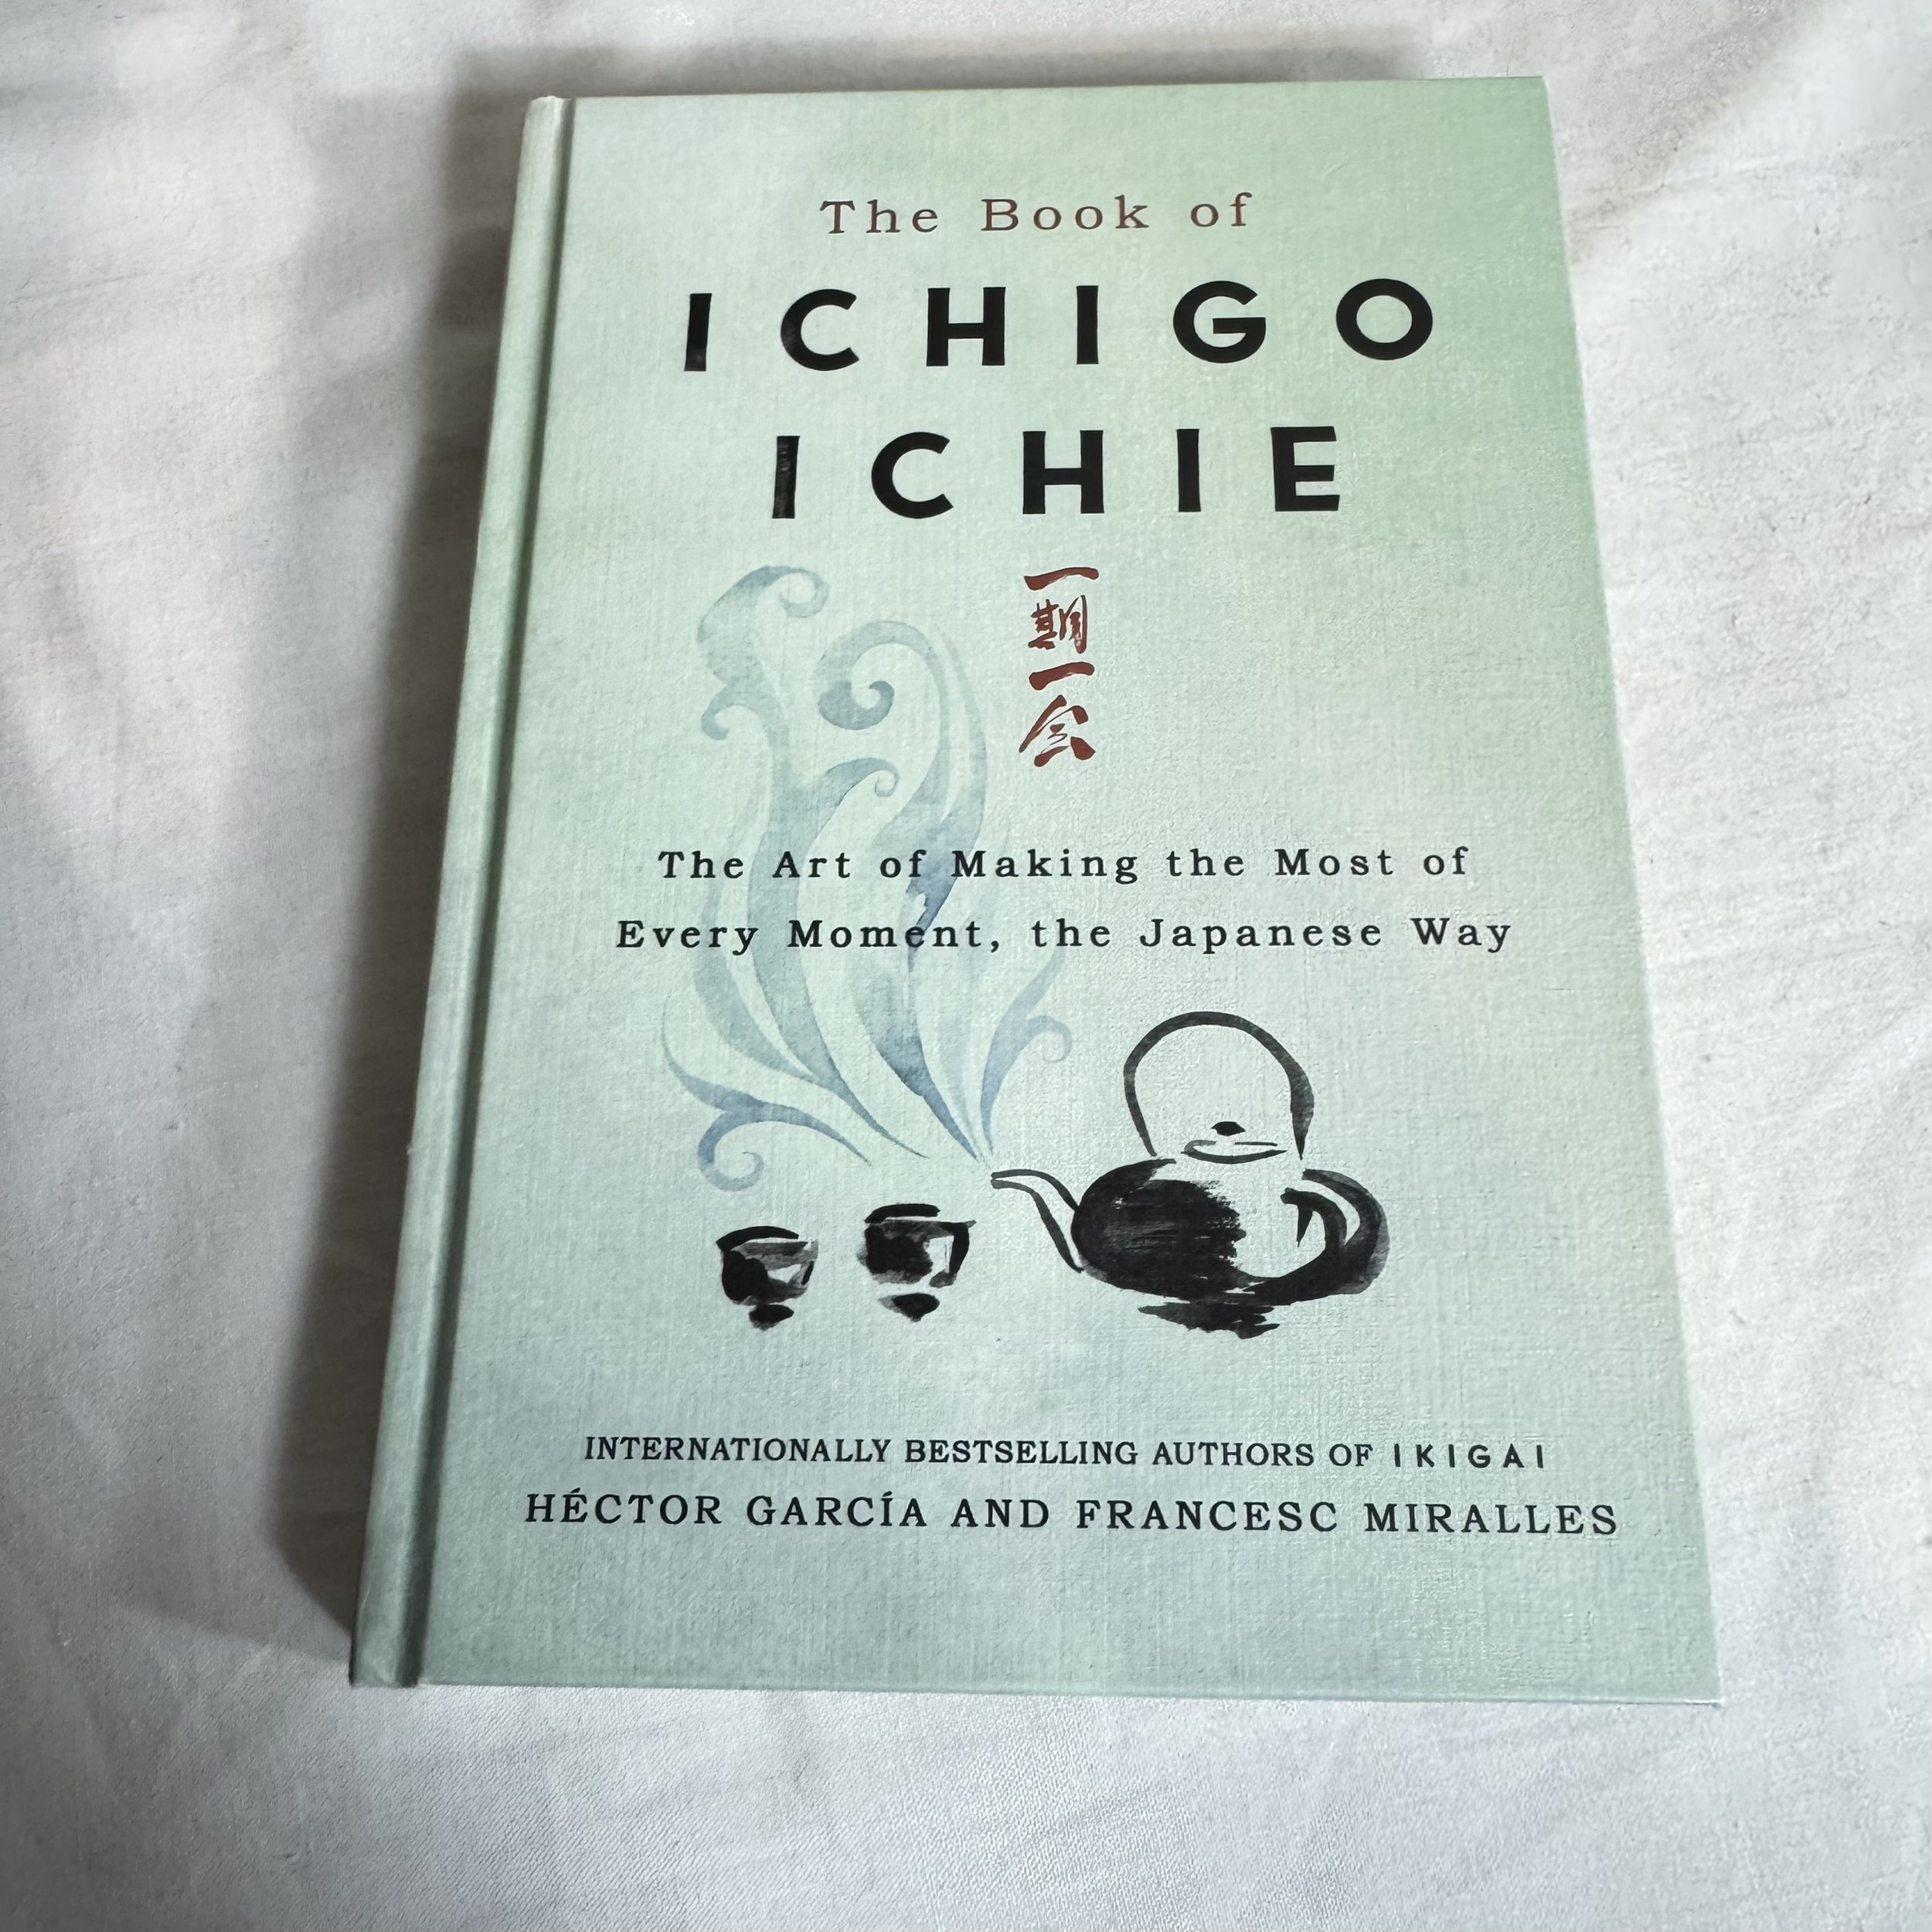 The Book of
ICHIGO
ICHIE
一期一会
The Art of Making the Most of
Every Moment, the Japanese Way
INTERNATIONALLY BESTSELLING AUTHORS OF IKIGAI
HÉCTOR GARCÍA AND FRANCESC MIRALLES